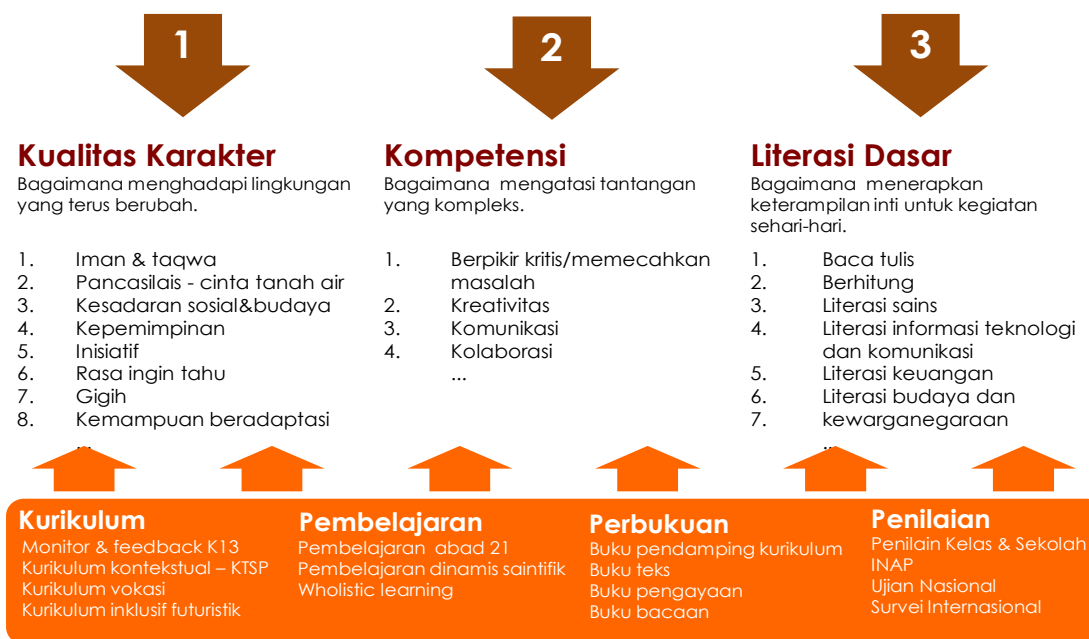 1
Kualitas Karakter
Bagaimana menghadapi lingkungan
yang terus berubah.
1. Iman & taqwa
2. Pancasilais - cinta tanah air
3. Kesadaran sosial&budaya
4. Kepemimpinan
5. Inisiatif
6. Rasa ingin tahu
7. Gigih
8. Kemampuan beradaptasi
...
2
Kompetensi
Bagaimana mengatasi tantangan
yang kompleks.
1. Berpikir kritis/memecahkan
masalah
2. Kreativitas
3. Komunikasi
4. Kolaborasi
...
3
Literasi Dasar
Bagaimana menerapkan
keterampilan inti untuk kegiatan
sehari-hari.
1. Baca tulis
2. Berhitung
3. Literasi sains
4. Literasi informasi teknologi
dan komunikasi
5. Literasi keuangan
6. Literasi budaya dan
7. kewarganegaraan
...
Kurikulum
Monitor & feedback K13
Kurikulum kontekstual – KTSP
Kurikulum vokasi
Kurikulum inklusif futuristik
Pembelajaran
Pembelajaran abad 21
Pembelajaran dinamis saintifik
Wholistic learning
Perbukuan
Buku pendamping kurikulum
Buku teks
Buku pengayaan
Buku bacaan
Penilaian
Penilain Kelas & Sekolah
INAP
Ujian Nasional
Survei Internasional